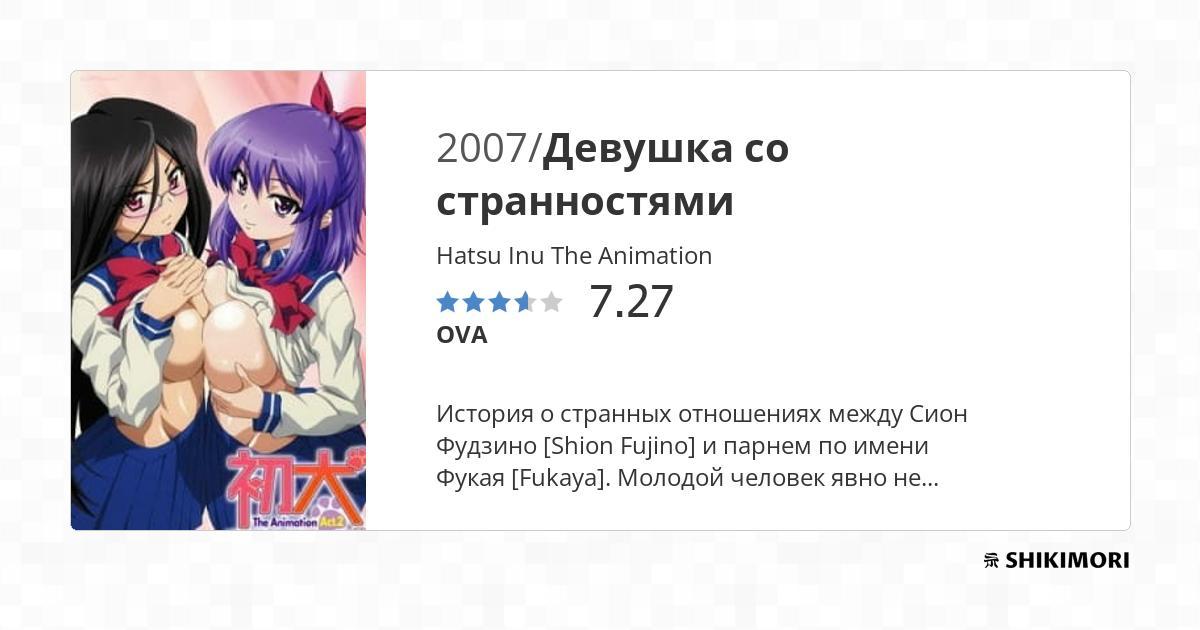 2007/Девушка со
странностями
Hatsu Inu The Animation
7.27
OVA
История о странных отношениях между Сион
Фудзино [Shion Fujino] и парнем по имени
Фукая [Fukaya]. Молодой человек явно не...
初犬
The Animation Act.2
SHIKIMORI